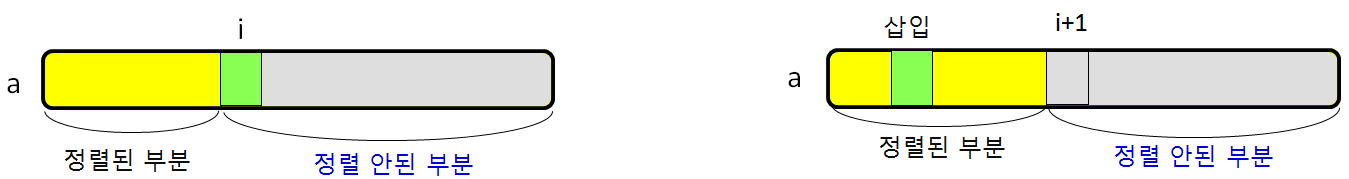 i
a
정렬된 부분
정렬 안된 부분
삽입
i+1
a
정렬된 부분
정렬 안된 부분